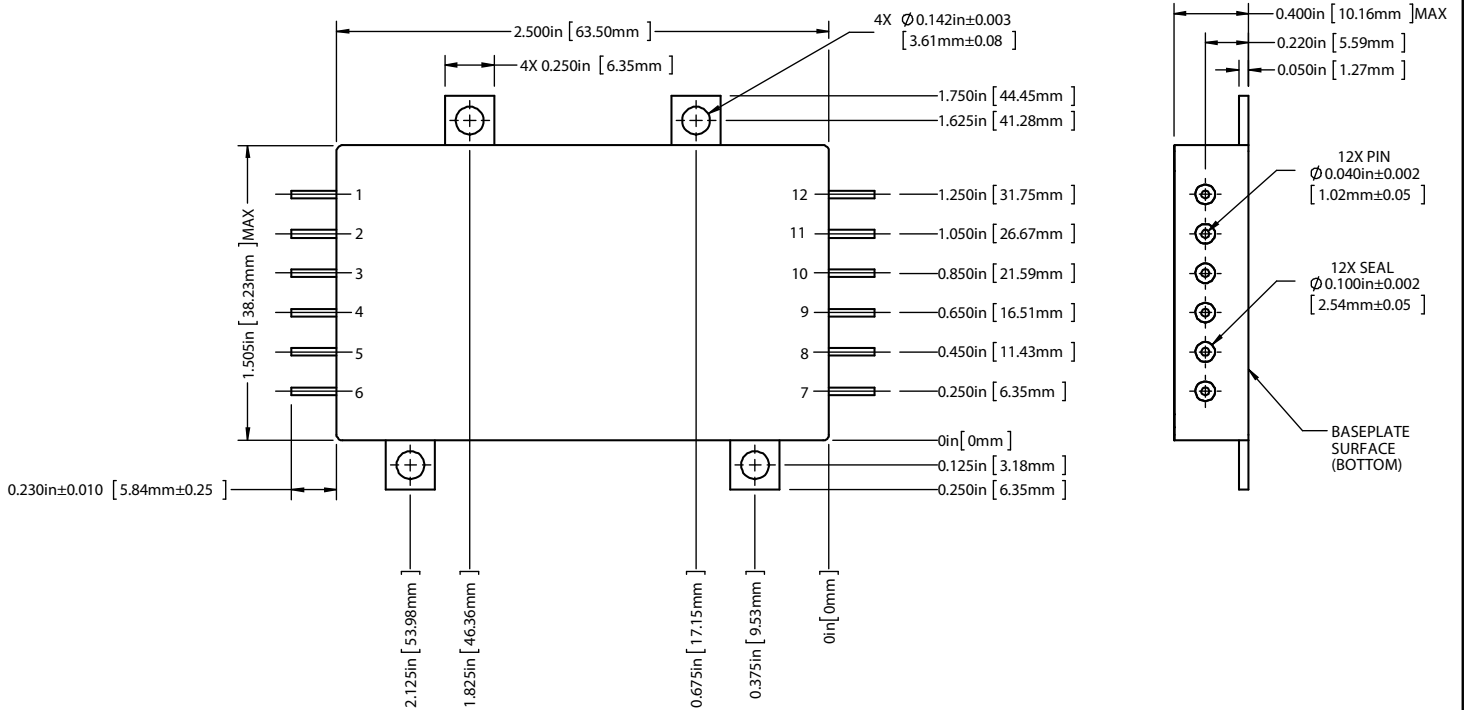 2.500in [ 63.50mm ]
4X Ø0.142in±0.003
[ 3.61mm±0.08 ]
4X 0.250in [ 6.35mm ]
1.750in [ 44.45mm ]
1.625in [ 41.28mm ]
1 12 1.250in [ 31.75mm ]
2 11 1.050in [ 26.67mm ]
3 10 0.850in [ 21.59mm ]
4 9 0.650in [ 16.51mm ]
5 8 0.450in [ 11.43mm ]
6 7 0.250in [ 6.35mm ]
1.505in [ 38.23mm ]MAX
0in[ 0mm ]
0.125in [ 3.18mm ]
0.250in [ 6.35mm ]
0.230in±0.010 [ 5.84mm±0.25 ]
2.125in [ 53.98mm ]
1.825in [ 46.36mm ]
0.675in [ 17.15mm ]
0.375in [ 9.53mm ]
0in[ 0mm ]
0.400in [ 10.16mm ]MAX
0.220in [ 5.59mm ]
0.050in [ 1.27mm ]
12X PIN
Ø0.040in±0.002
[ 1.02mm±0.05 ]
12X SEAL
Ø0.100in±0.002
[ 2.54mm±0.05 ]
BASEPLATE
SURFACE
(BOTTOM)